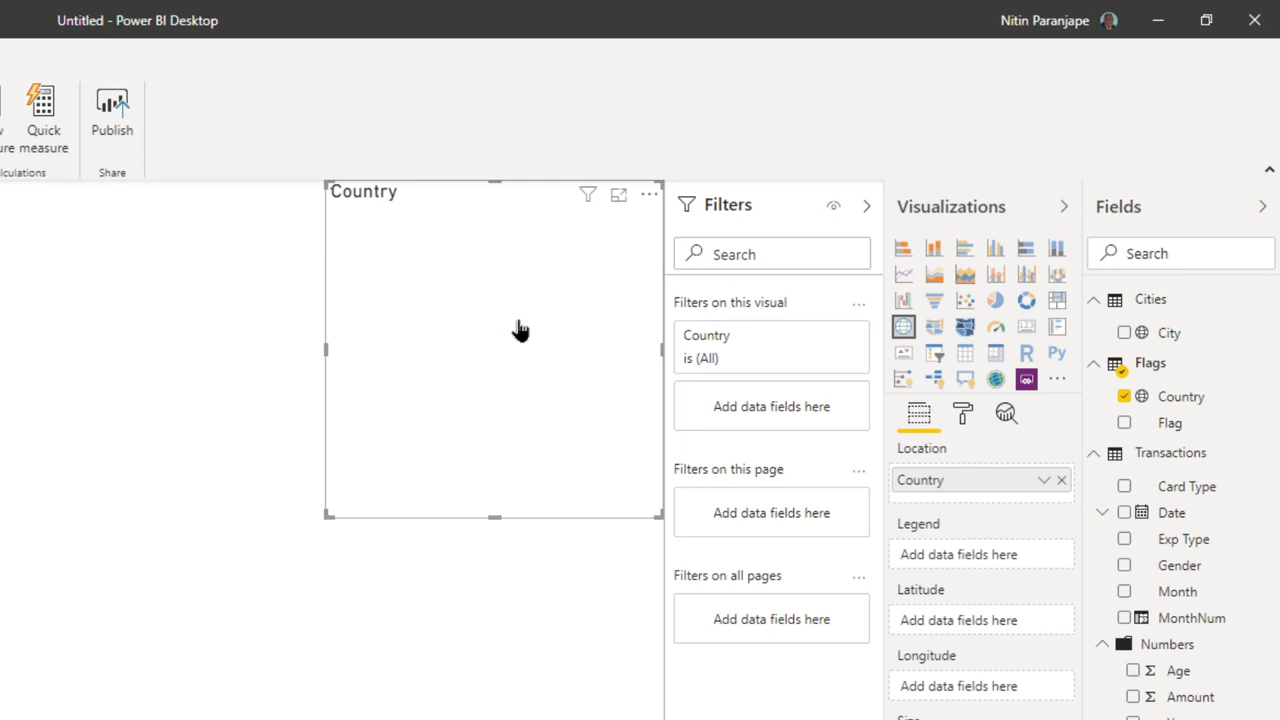 Untitled - Power BI Desktop
Nitin Paranjape
Quick
measure
Publish
Share
Country
Filters
Search
Filters on this visual
...
Country
is (All)
Add data fields here
Filters on this page
...
Add data fields here
Filters on all pages
...
Add data fields here
Visualizations
R
Py
...
Location
Country
Legend
Add data fields here
Latitude
Add data fields here
Longitude
Add data fields here
Fields
Search
Cities
City
Flags
Country
Flag
Transactions
Card Type
Date
Exp Type
Gender
Month
MonthNum
Numbers
Σ Age
Σ Amount